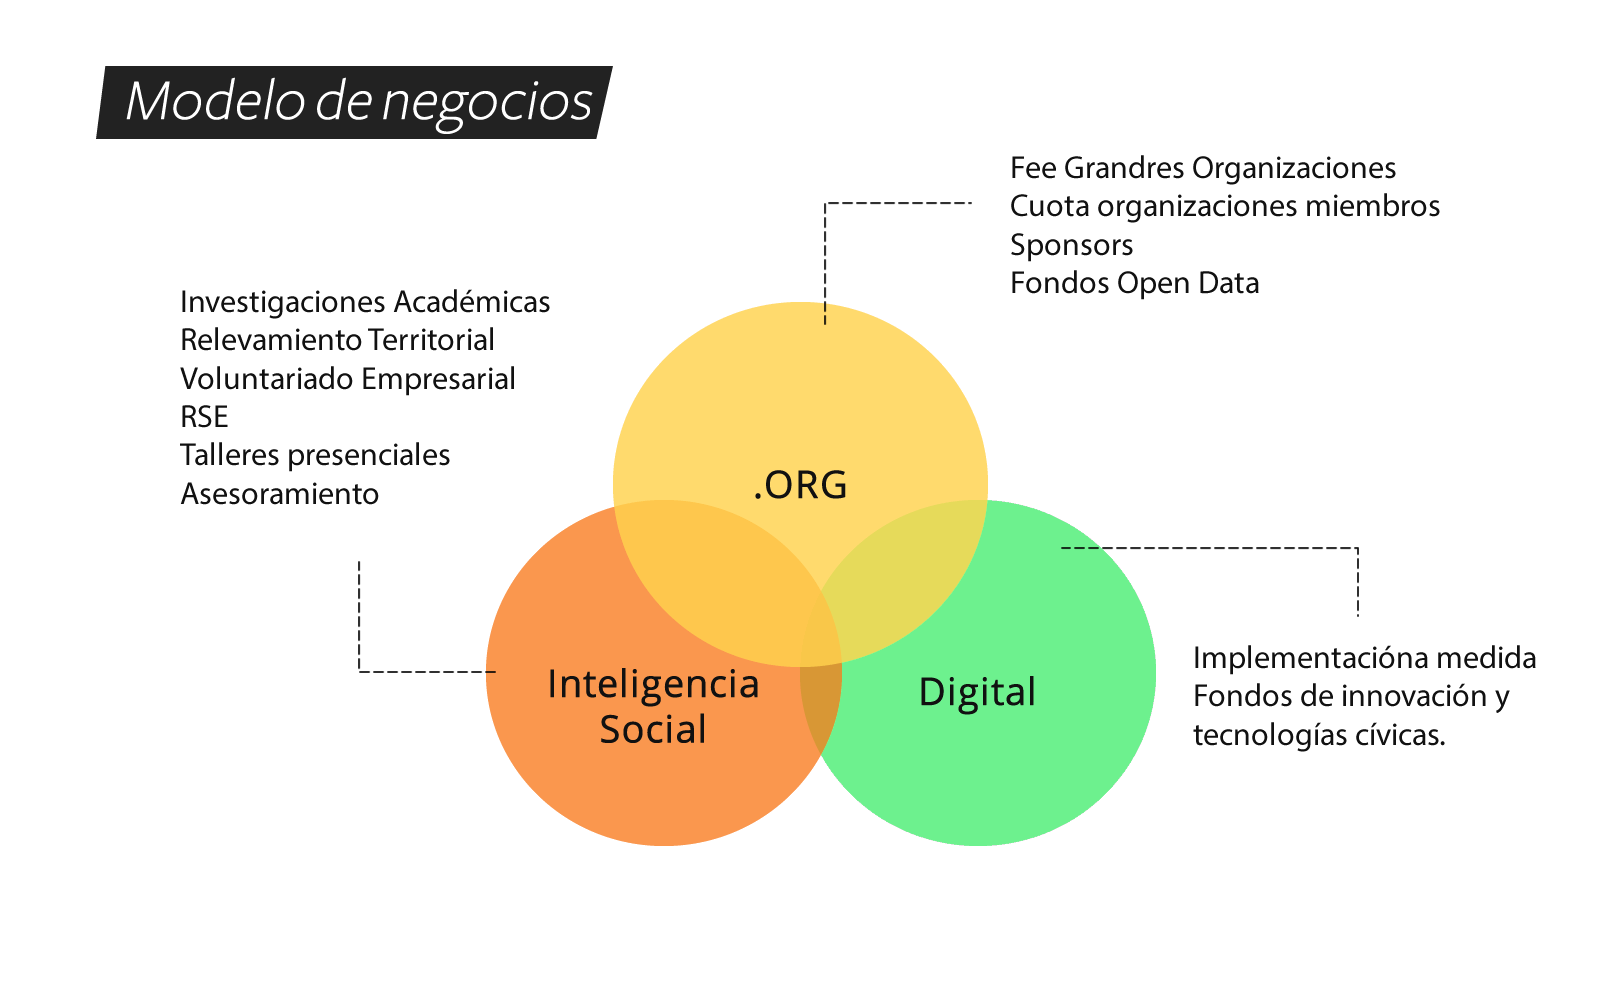 Modelo de negocios
Fee Grandres Organizaciones
Cuota organizaciones miembros
Sponsors
Fondos Open Data
Investigaciones Académicas
Relevamiento Territorial
Voluntariado Empresarial
RSE
Talleres presenciales
Asesoramiento
.ORG
Inteligencia
Social
Digital
Implementacióna medida
Fondos de innovación y
tecnologías cívicas.